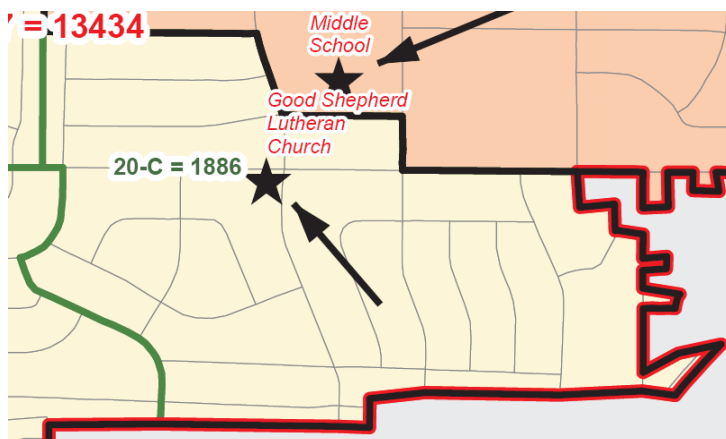 = 13434
Middle
School
Good Shepherd
Lutheran
Church
20-C = 1886